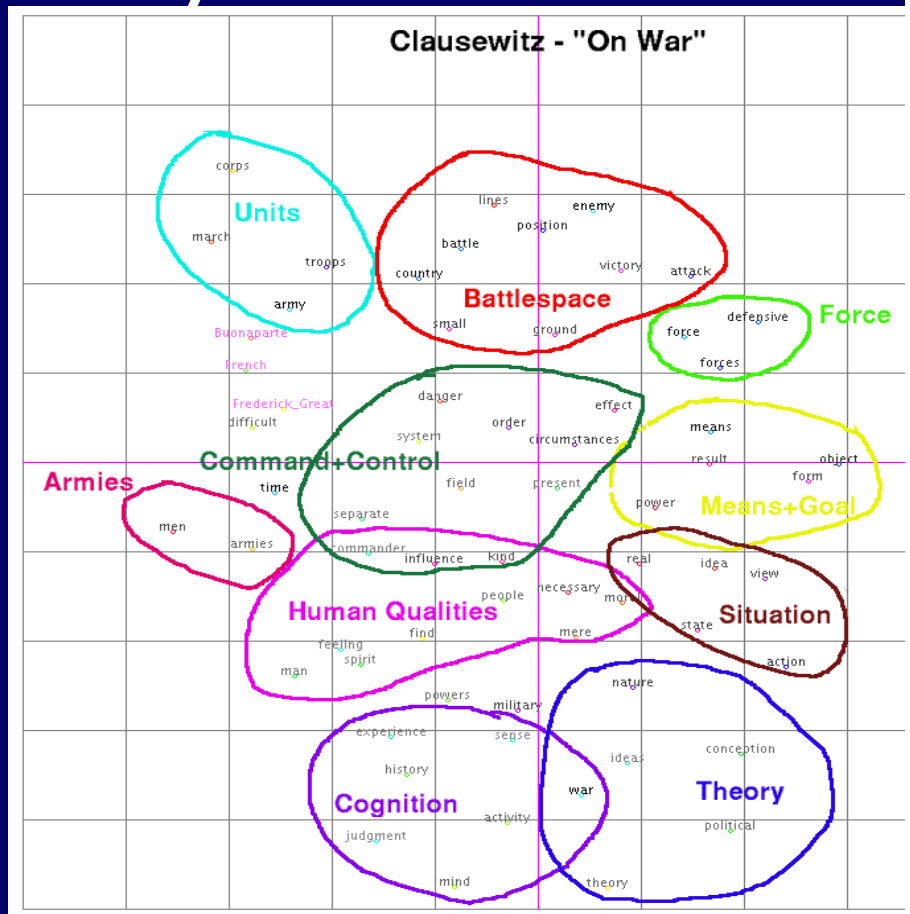 Clausewitz - "On War"
corps
lines
enemy
Units
position
march
battle
troops
country
victory
attack
army
Battlespace
small
ground
defensive
Force
force
Buonaparte
French
forces
danger
Frederick_Great
effect
difficult
order
means
system
circumstances
Command+Control
result
object
Armies
time
field
present
form
power
Means+Goal
separate
men
armies
commander
influence
kind
real
idea
view
people
necessary
Human Qualities
Situation
find
mere
state
feeling
spirit
man
action
nature
powers
military
experience
sense
conception
history
ideas
war
Theory
Cognition
activity
political
judgment
mind
theory